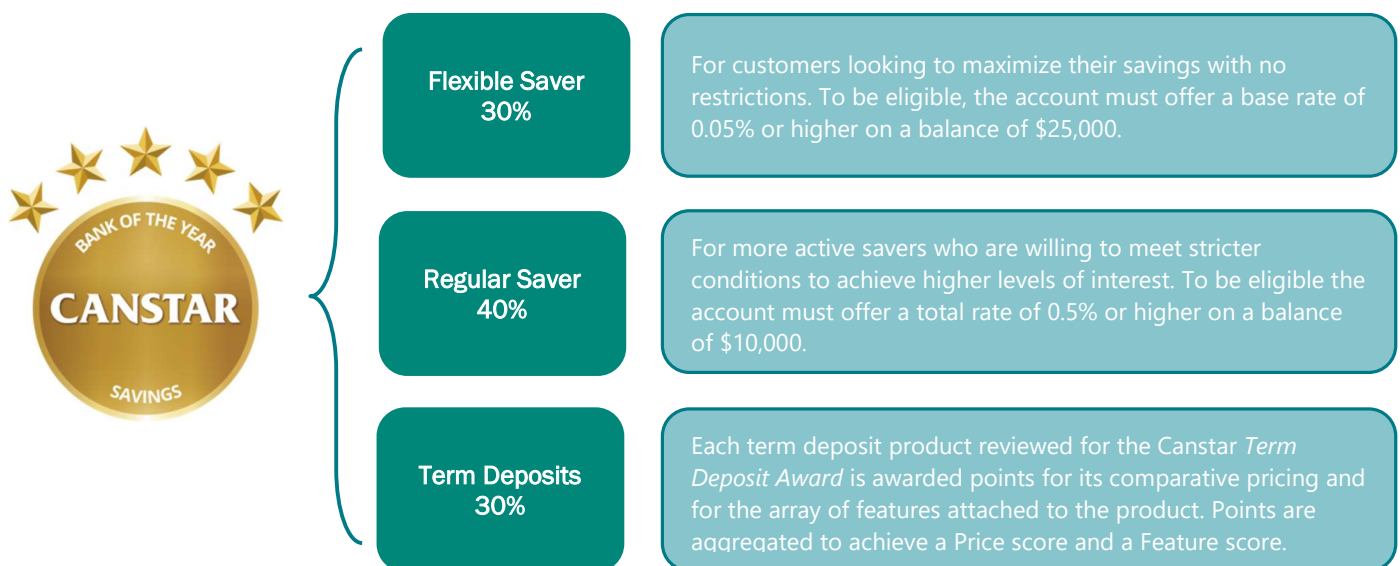 BANK OF THE YEAR
CANSTAR
SAVINGS
Flexible Saver
30%
For customers looking to maximize their savings with no
restrictions. To be eligible, the account must offer a base rate of
0.05% or higher on a balance of $25,000.
Regular Saver
40%
For more active savers who are willing to meet stricter
conditions to achieve higher levels of interest. To be eligible the
account must offer a total rate of 0.5% or higher on a balance
of $10,000.
Term Deposits
30%
Each term deposit product reviewed for the Canstar Term
Deposit Award is awarded points for its comparative pricing and
for the array of features attached to the product. Points are
aggregated to achieve a Price score and a Feature score.